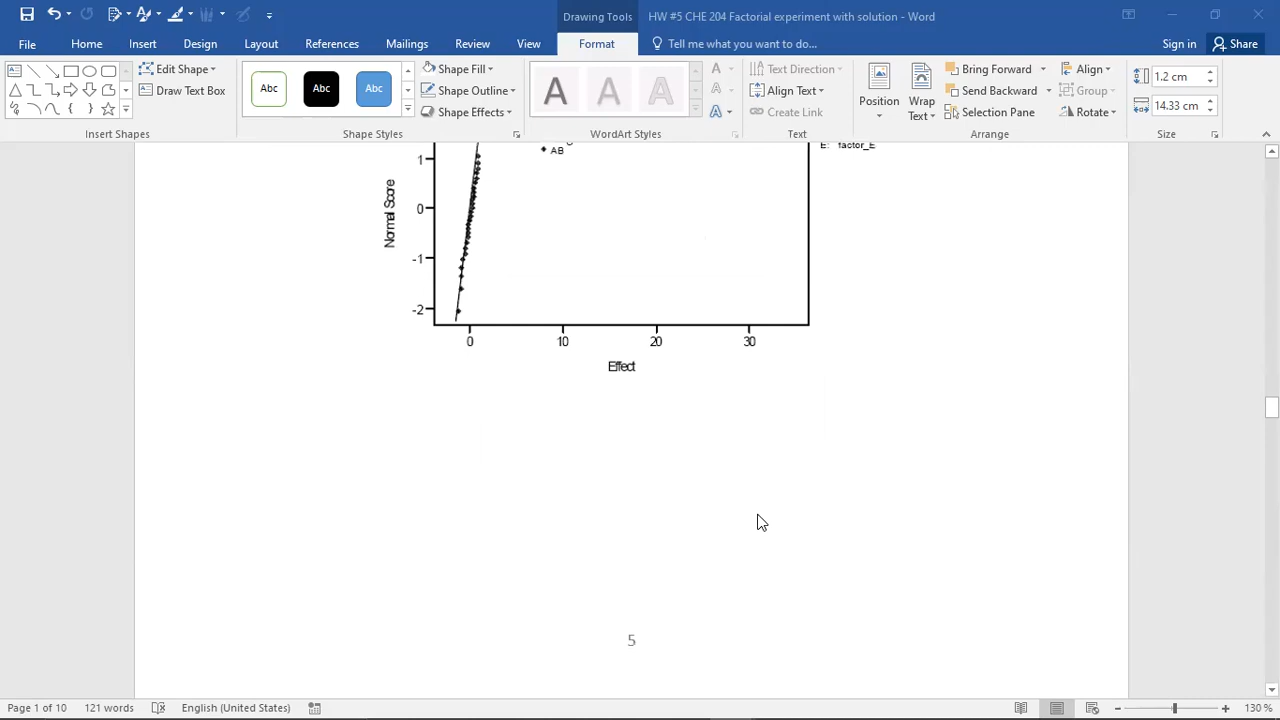 Drawing Tools
HW #5 CHE 204 Factorial experiment with solution - Word
File Home Insert Design Layout References Mailings Review View Format Tell me what you want to do... Sign in Share
Edit Shape
Draw Text Box
Insert Shapes
Abc Abc Abc
Shape Fill
Shape Outline
Shape Effects
Shape Styles
A A A
A
A
A
WordArt Styles
Text Direction
Align Text
Create Link
Text
Position
Wrap
Text
Bring Forward
Send Backward
Selection Pane
Align
Group
Rotate
Arrange
1.2 cm
14.33 cm
Size
AB
E: factor_E
Normal Score
1
0
-1
-2
0 10 20 30
Effect
5
Page 1 of 10 121 words English (United States) 130 %